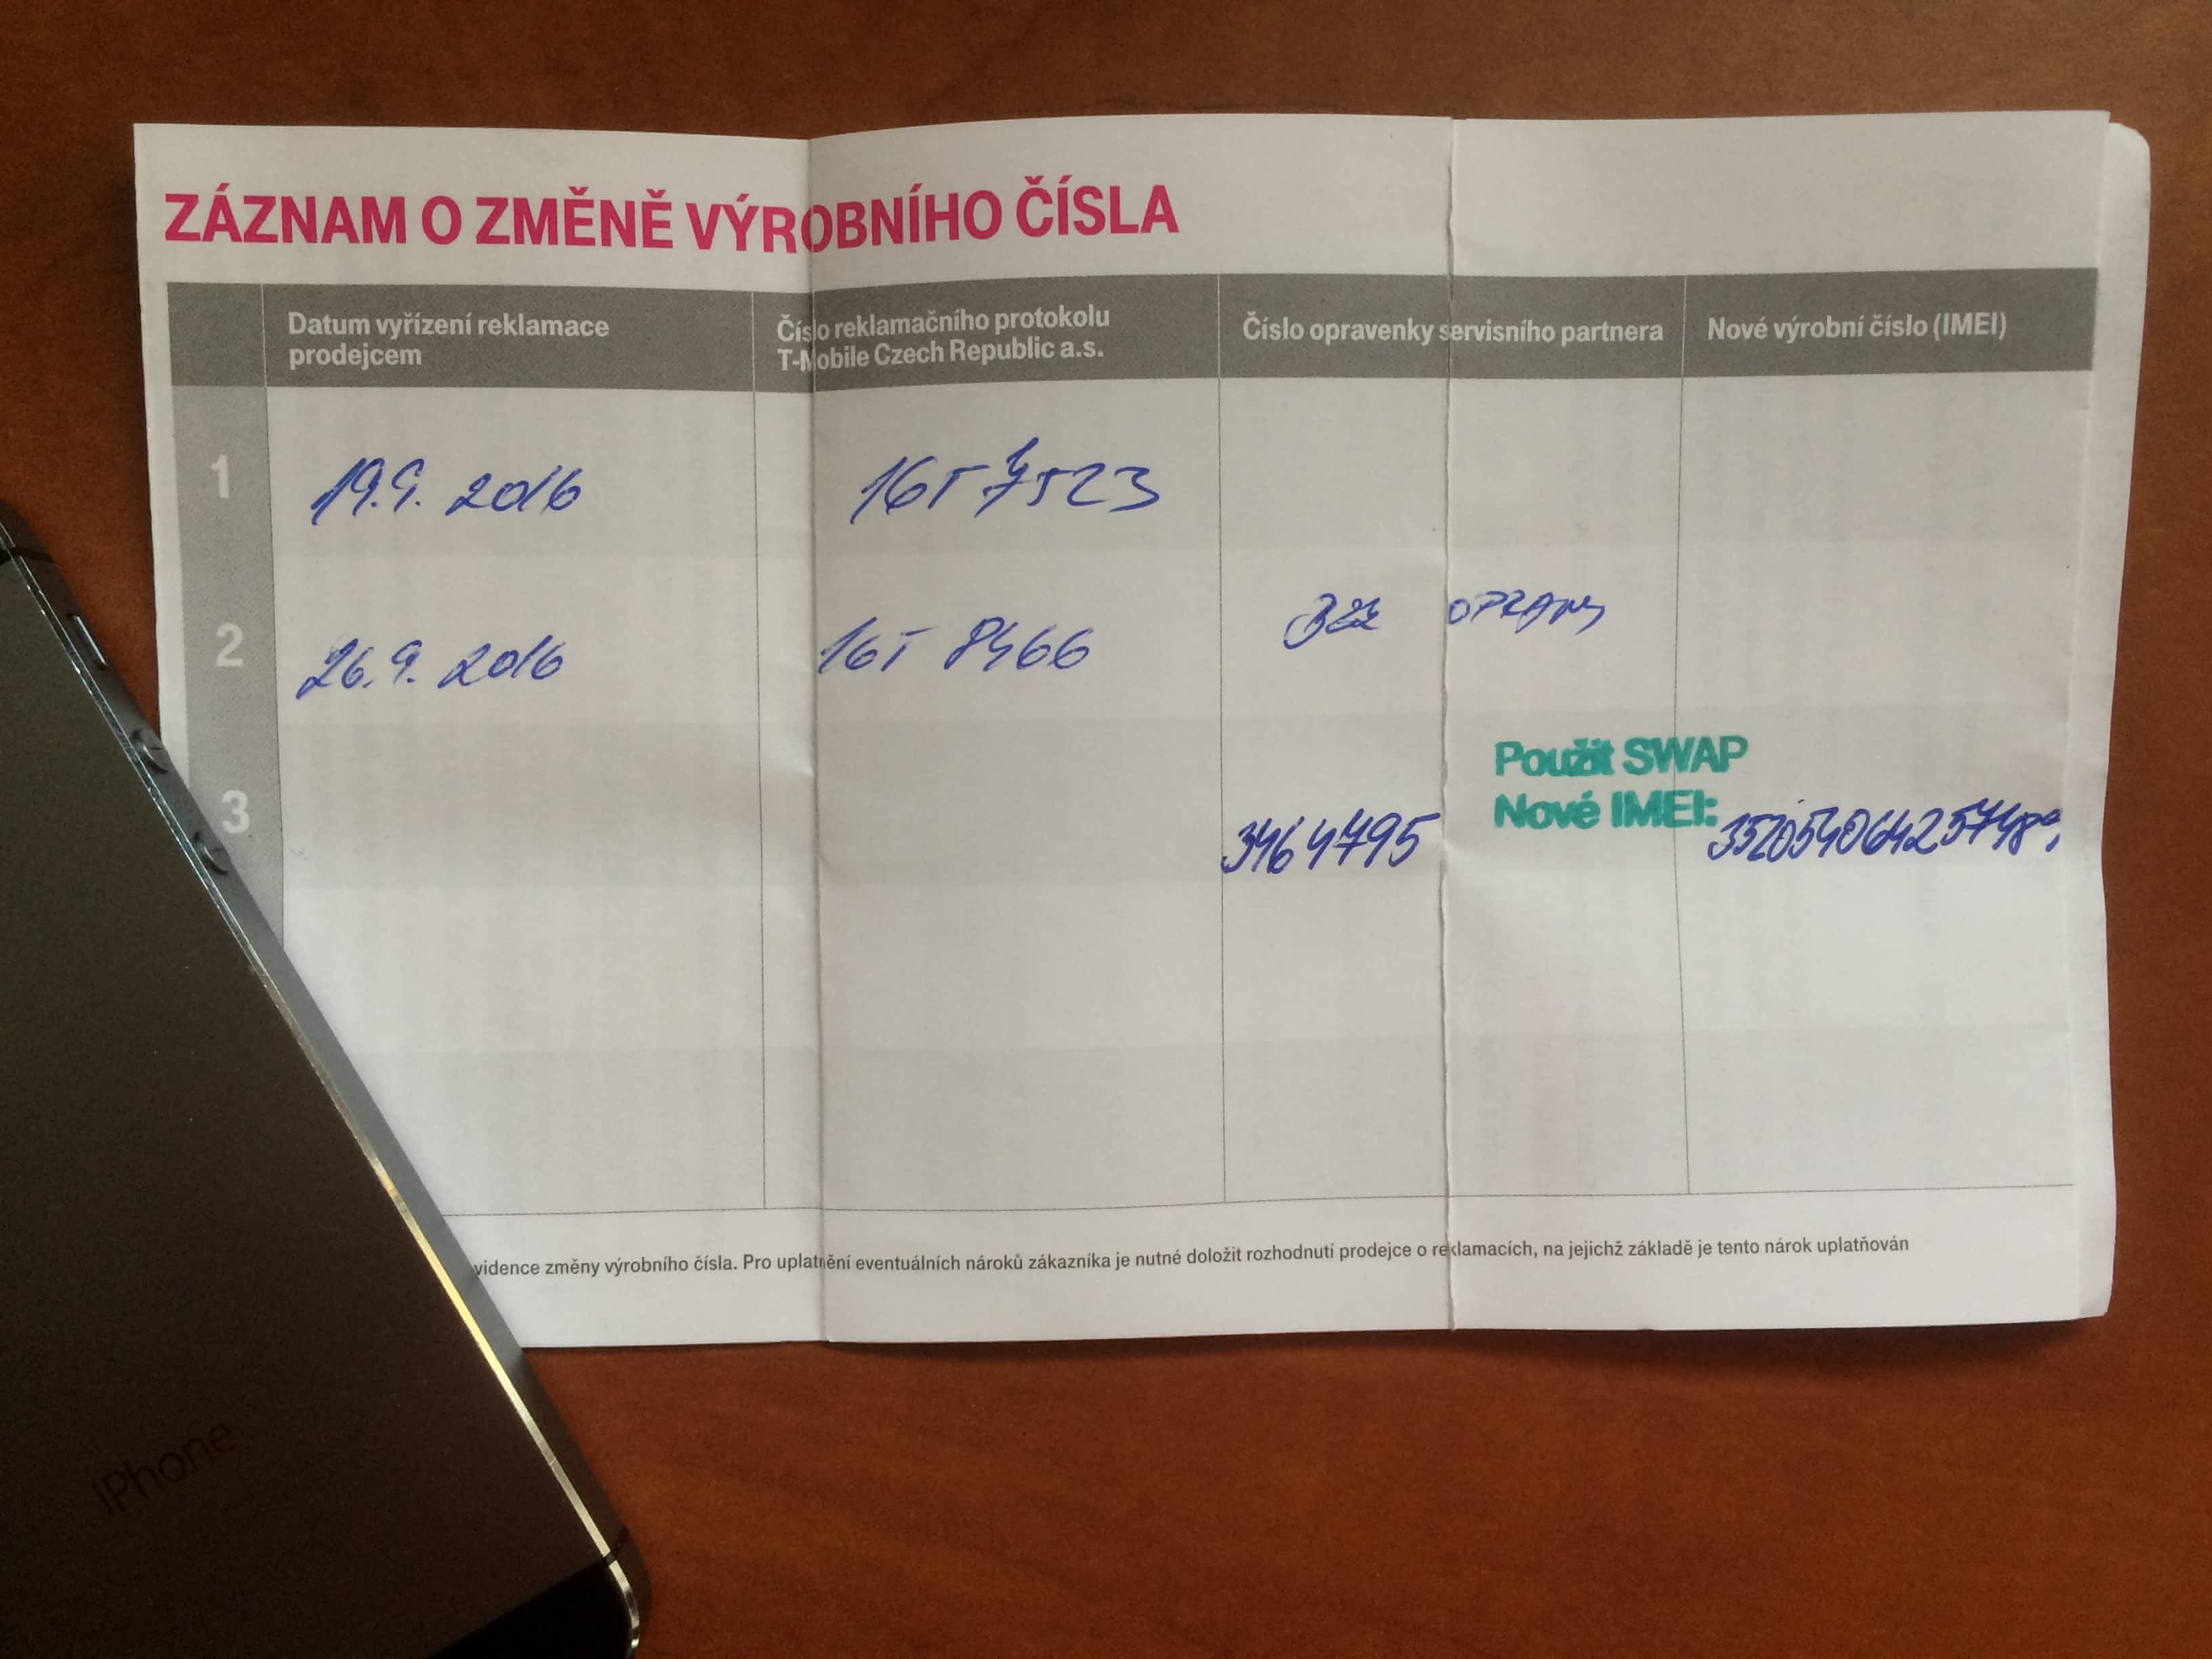 ZÁZNAM O ZMĚNĚ VÝROBNÍHO ČÍSLA
Datum vyřízení reklamace
prodejcem
Číslo reklamačního protokolu
T-Mobile Czech Republic a.s.
Číslo opravenky servisního partnera
Nové výrobní číslo (IMEI)
1
19.9. 2016
16T 7523
2
26.9. 2016
16T 8466
BEZ OPRAVY
3
3464795
Použit SWAP
Nové IMEI:
vidence změny výrobního čísla. Pro uplatnění eventuálních nároků zákazníka je nutné doložit rozhodnutí prodejce o reklamacích, na jejichž základě je tento nárok uplatňován
iPhone